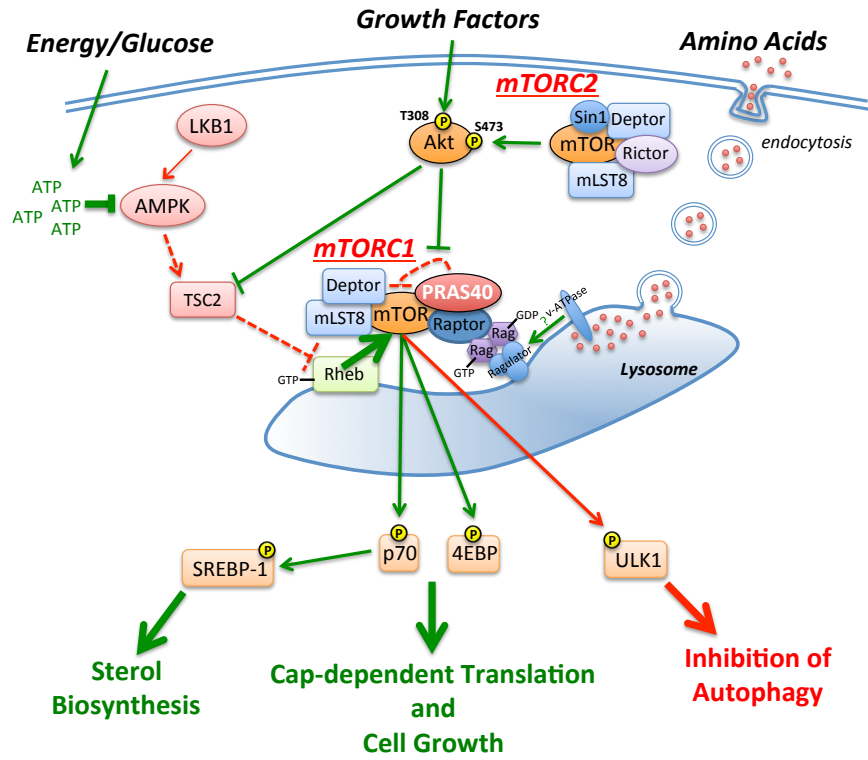 Growth Factors
Energy/Glucose
Amino Acids
mTORC2
T308
P
S473
Akt
P
Sin1
Deptor
mTOR
Rictor
mLST8
endocytosis
LKB1
ATP
ATP
ATP
ATP
AMPK
mTORC1
TSC2
Deptor
PRAS40
mTOR
mLST8
Raptor
GDP
Rag
Rag
GTP
Ragulator
?
v-ATPase
Lysosome
GTP
Rheb
P
p70
P
4EBP
P
ULK1
P
SREBP-1
Sterol
Biosynthesis
Cap-dependent Translation
and
Cell Growth
Inhibition of
Autophagy